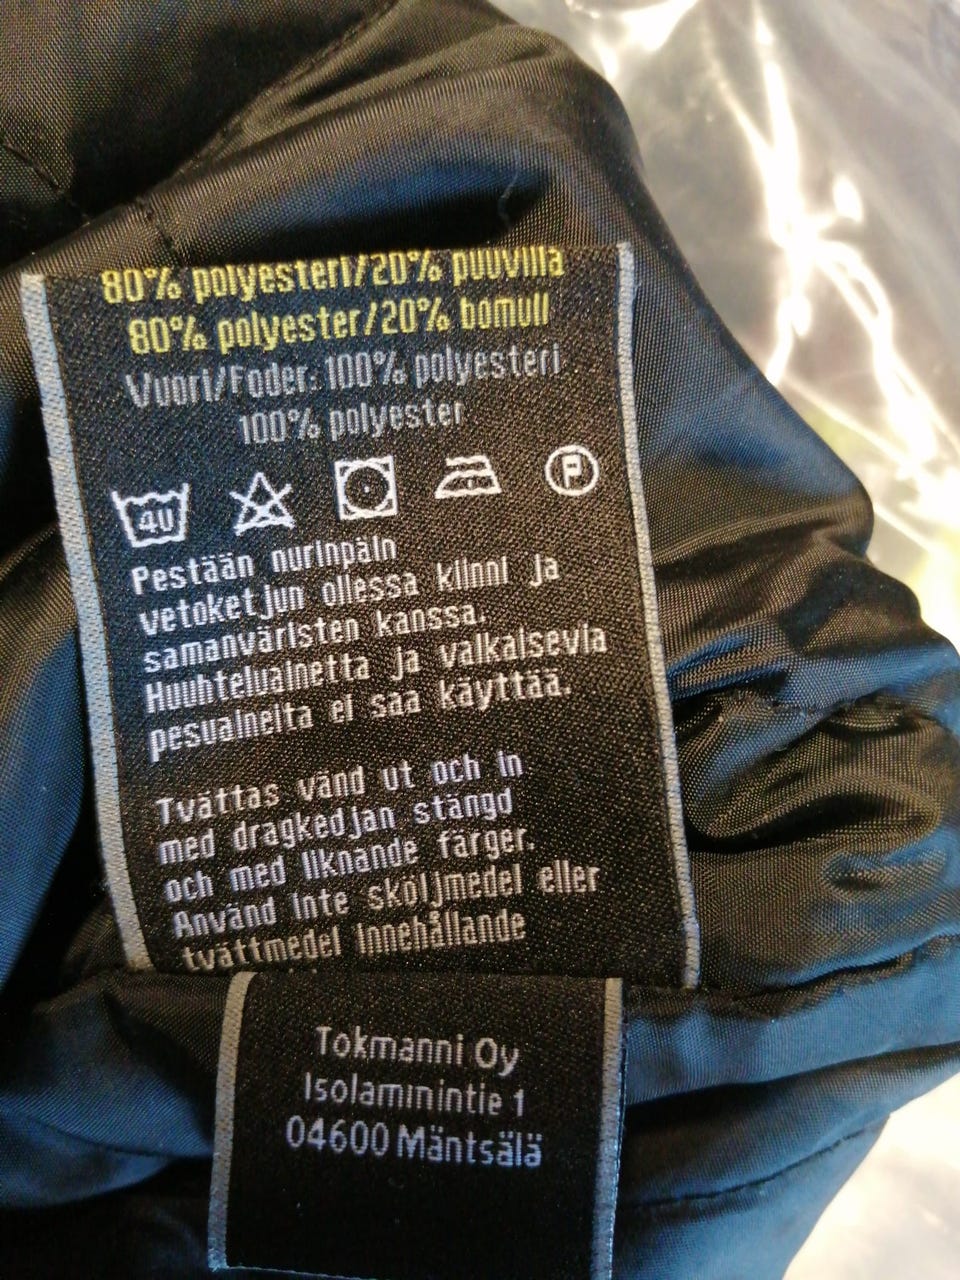 80% polyesteri/20% puuvilla
80% polyester/20% bomull
Vuori/Foder: 100% polyesteri
100% polyester
40
P
Pestään nurinpäin
vetoketjun ollessa kiinni ja
samanväristen kanssa.
Huuhteluainetta ja valkaisevia
pesuaineita ei saa käyttää.
Tvättas vänd ut och in
med dragkedjan stängd
och med liknande färger.
Använd inte sköljmedel eller
tvättmedel innehållande
Tokmanni Oy
Isolamminintie 1
04600 Mäntsälä